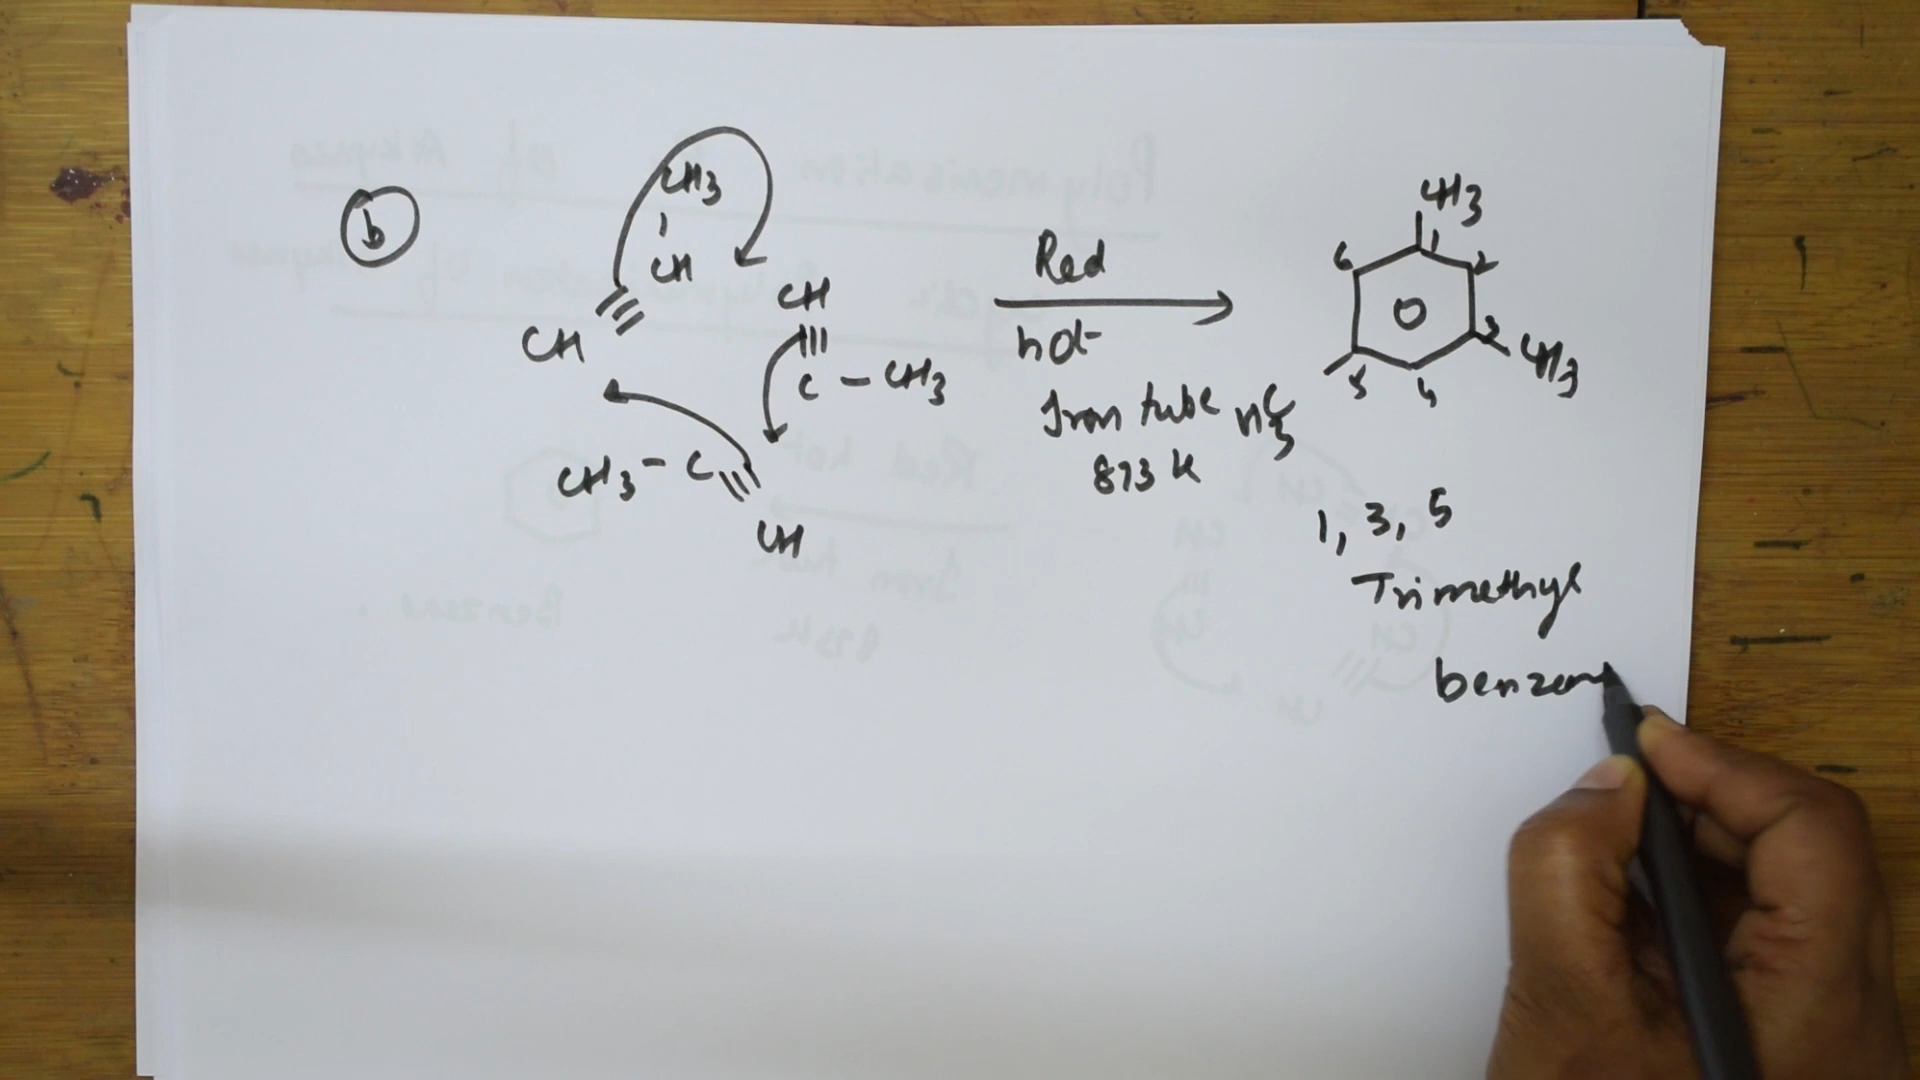 b
CH3
CH
CH
CH
C - CH3
CH3 - C
CH
Red
hot
Iron tube
873 K
CH3
1
2
3
4
5
6
CH3
H3C
1, 3, 5
Trimethyl
benzen